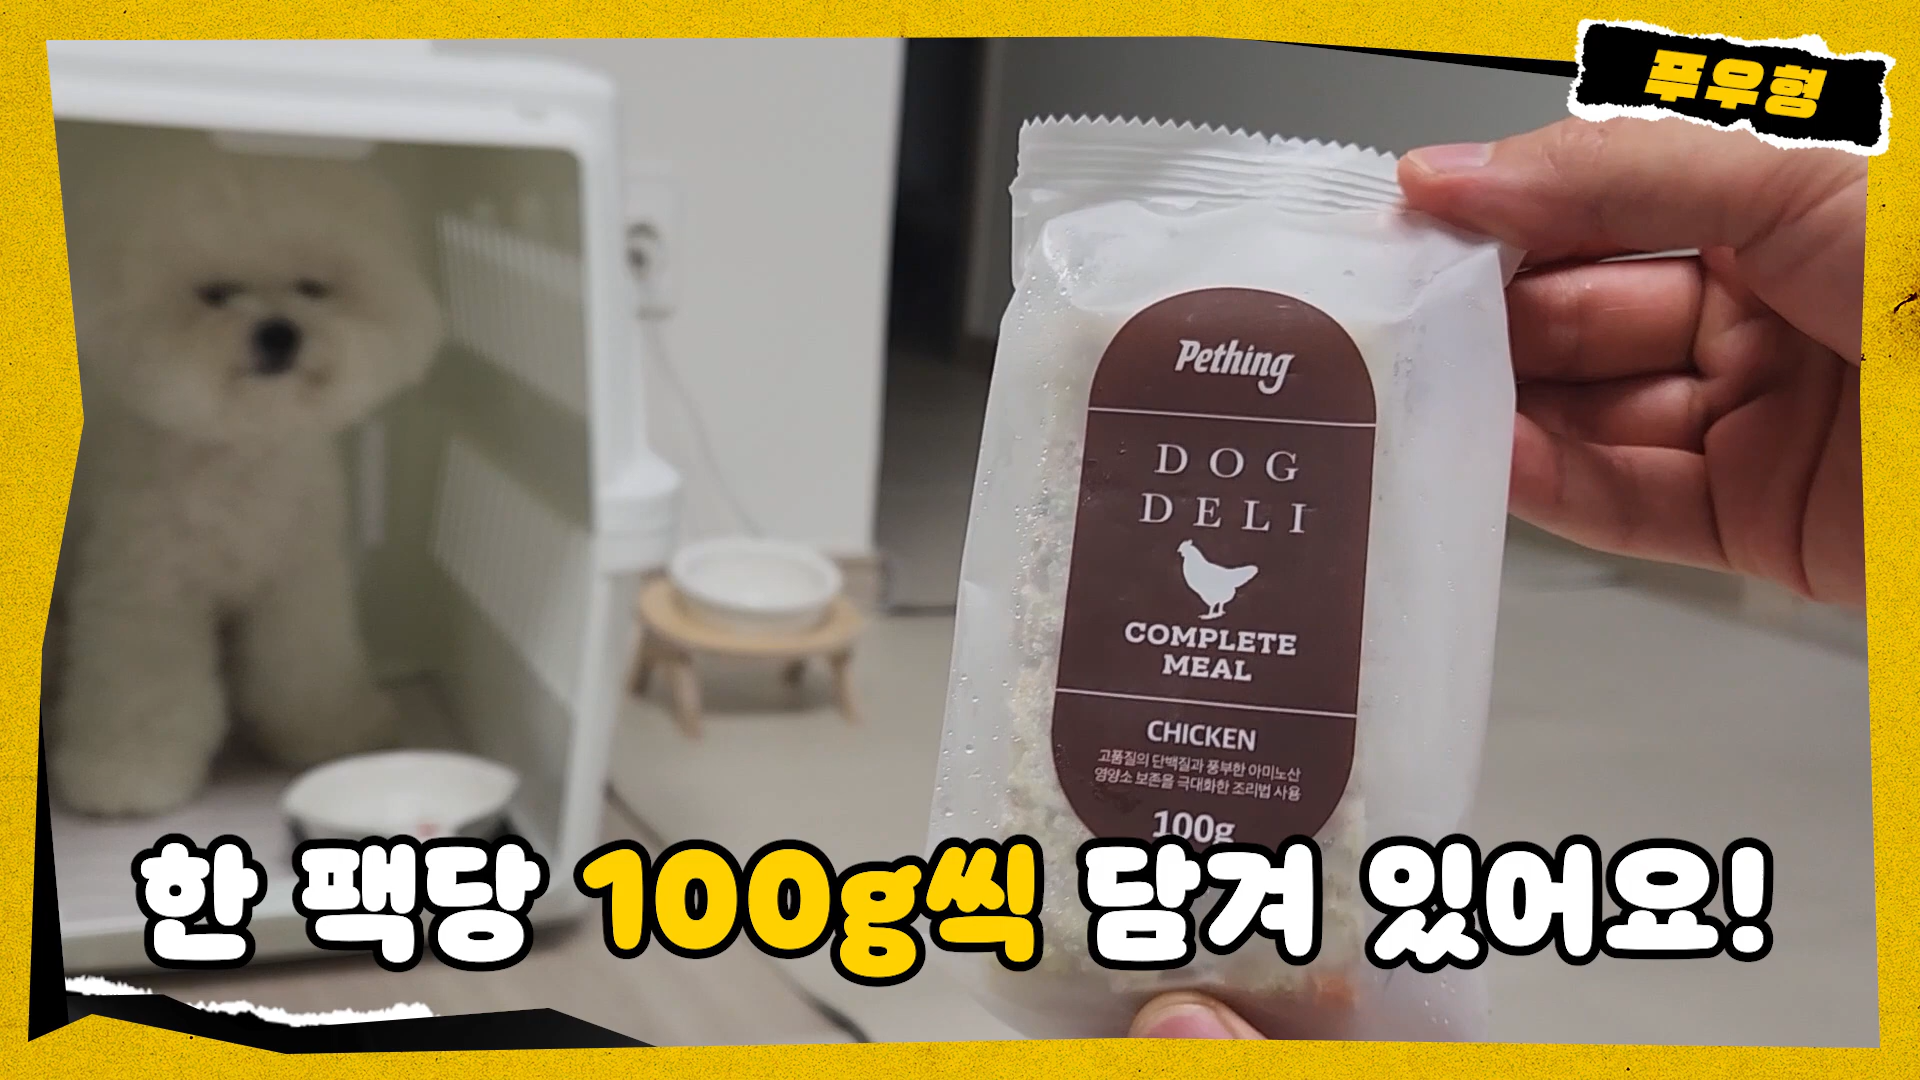 푸우형
Pething
DOG
DELI
COMPLETE
MEAL
CHICKEN
고품질의 단백질과 풍부한 아미노산
영양소 보존을 극대화한 조리법 사용
100g
한 팩당 100g씩 담겨 있어요!